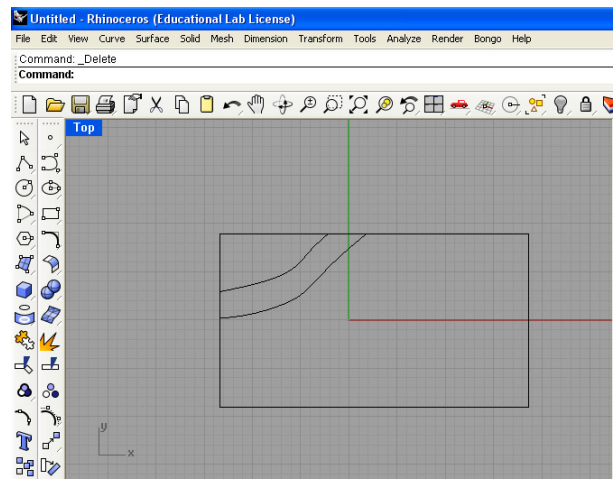 Untitled - Rhinoceros (Educational Lab License)
File Edit View Curve Surface Solid Mesh Dimension Transform Tools Analyze Render Bongo Help
Command: _Delete
Command:
Top
y
x